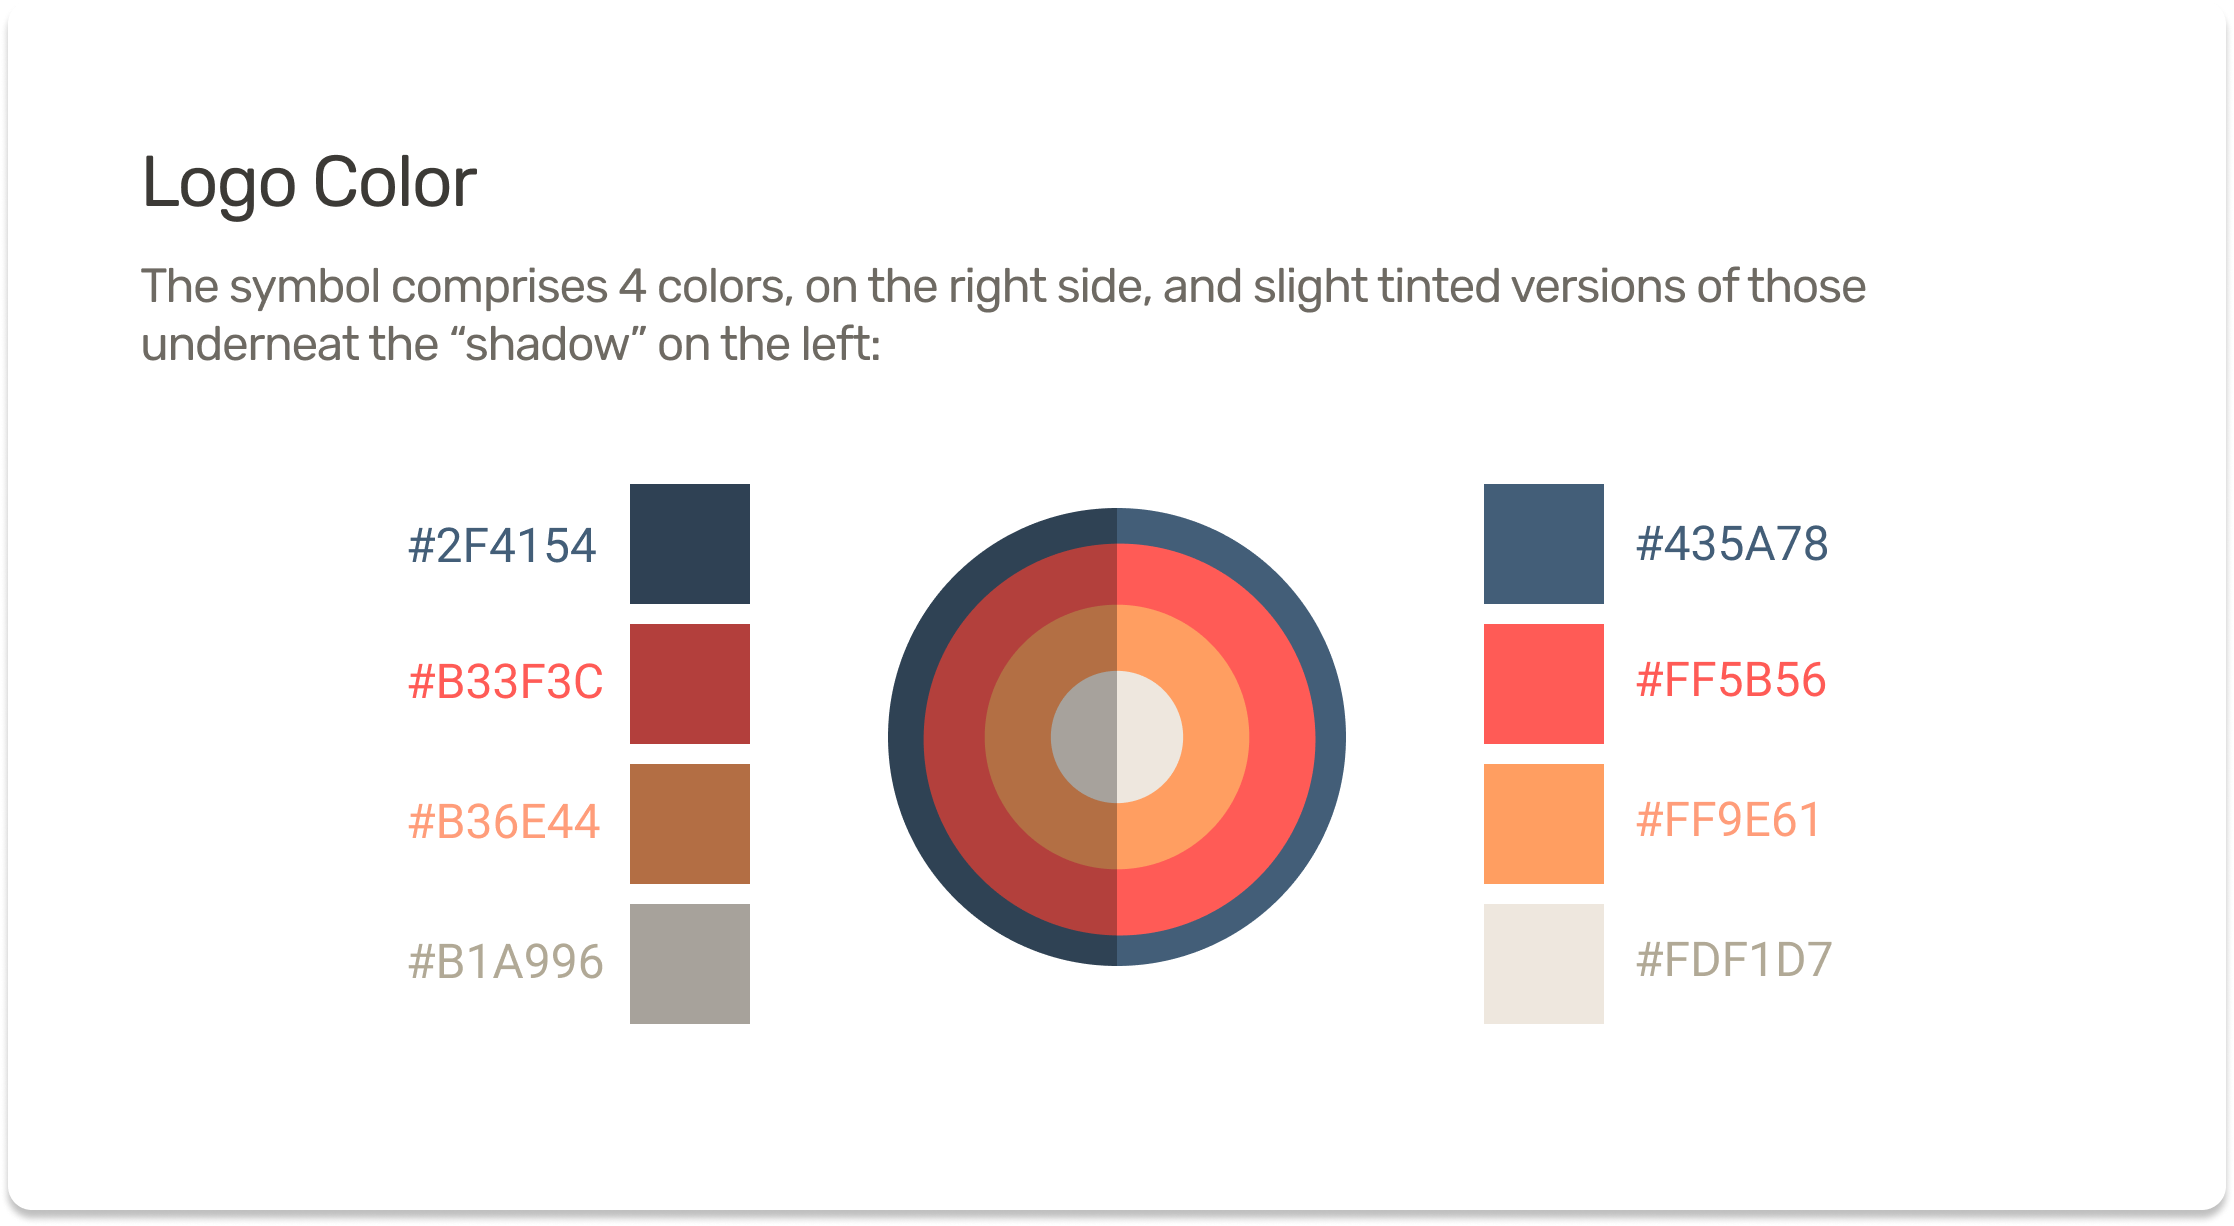 Logo Color
The symbol comprises 4 colors, on the right side, and slight tinted versions of those
underneat the “shadow” on the left:
#2F4154
#B33F3C
#B36E44
#B1A996
#435A78
#FF5B56
#FF9E61
#FDF1D7